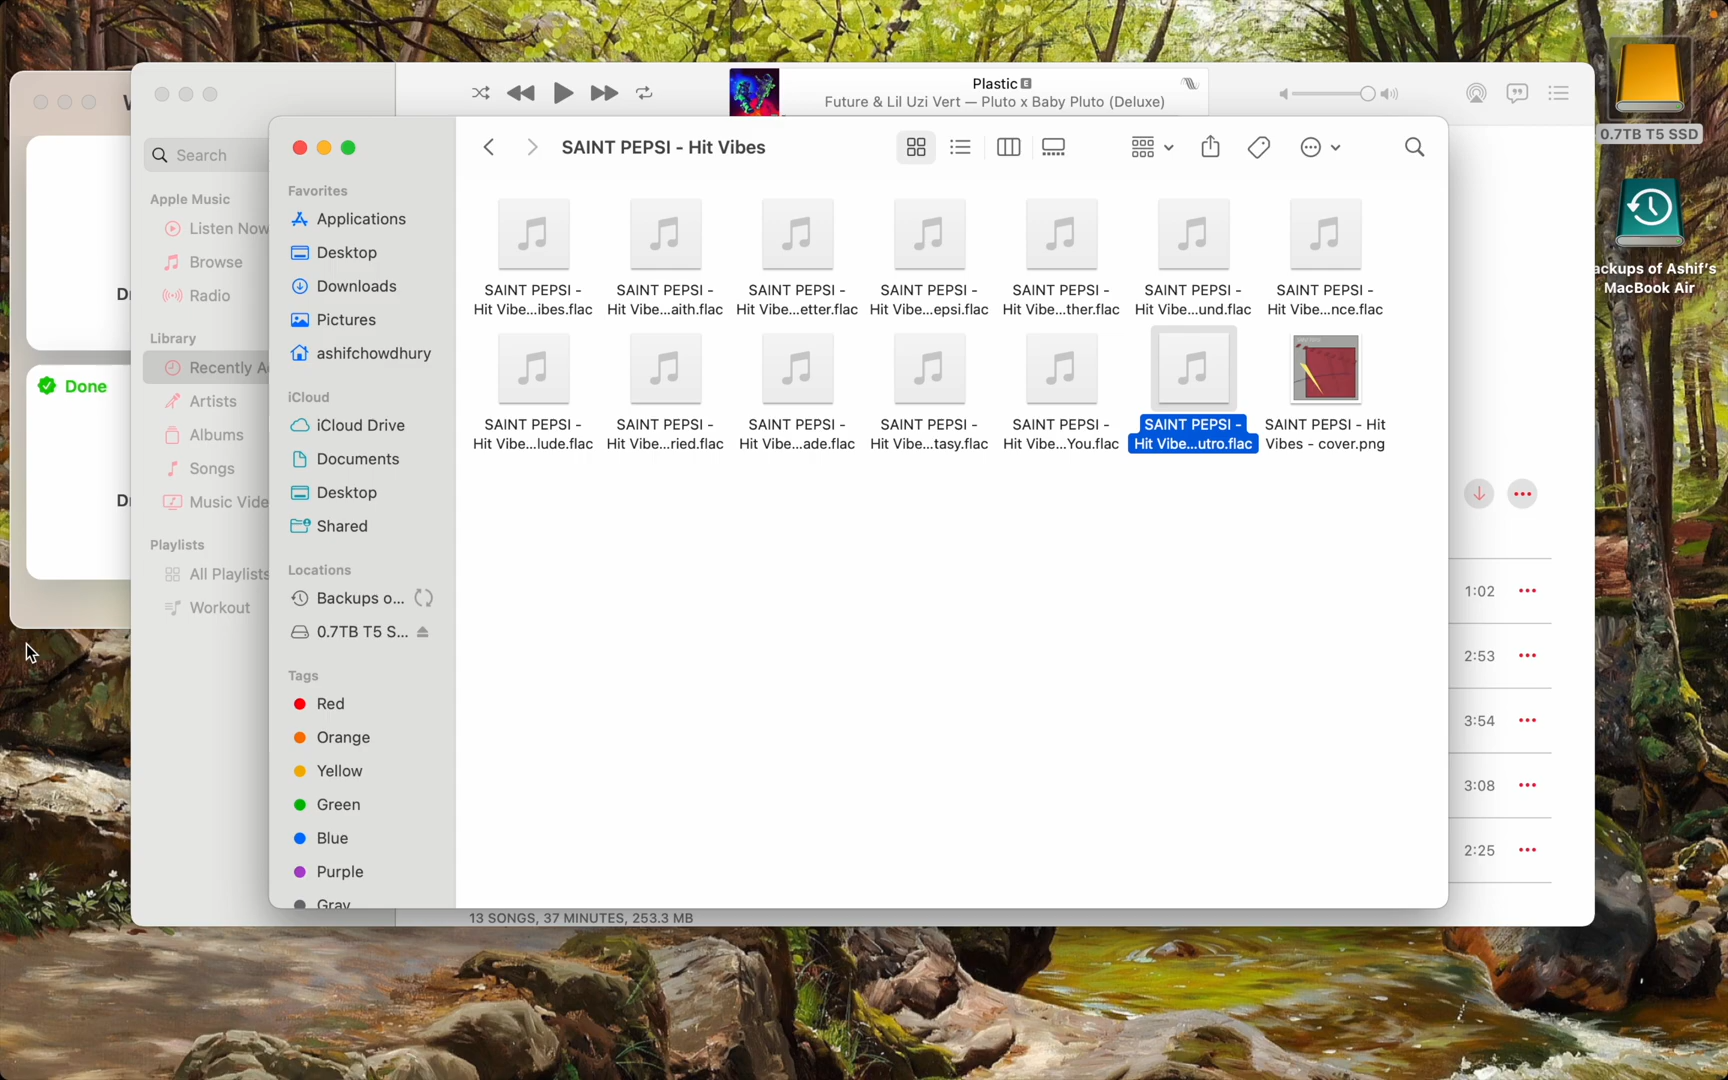 Plastic E
Future & Lil Uzi Vert — Pluto x Baby Pluto (Deluxe)
Search
Apple Music
Listen Now
Browse
Radio
Library
Recently A
Artists
Albums
Songs
Music Vide
Playlists
All Playlists
Workout
Done
SAINT PEPSI - Hit Vibes
Favorites
Applications
Desktop
Downloads
Pictures
ashifchowdhury
iCloud
iCloud Drive
Documents
Desktop
Shared
Locations
Backups o...
0.7TB T5 S...
Tags
Red
Orange
Yellow
Green
Blue
Purple
Gray
SAINT PEPSI -
Hit Vibe...ibes.flac
SAINT PEPSI -
Hit Vibe...aith.flac
SAINT PEPSI -
Hit Vibe...etter.flac
SAINT PEPSI -
Hit Vibe...epsi.flac
SAINT PEPSI -
Hit Vibe...ther.flac
SAINT PEPSI -
Hit Vibe...und.flac
SAINT PEPSI -
Hit Vibe...nce.flac
SAINT PEPSI -
Hit Vibe...lude.flac
SAINT PEPSI -
Hit Vibe...ried.flac
SAINT PEPSI -
Hit Vibe...ade.flac
SAINT PEPSI -
Hit Vibe...tasy.flac
SAINT PEPSI -
Hit Vibe...You.flac
SAINT PEPSI -
Hit Vibe...utro.flac
SAINT PEPSI - Hit
Vibes - cover.png
1:02
2:53
3:54
3:08
2:25
13 SONGS, 37 MINUTES, 253.3 MB
0.7TB T5 SSD
ackups of Ashif's
MacBook Air